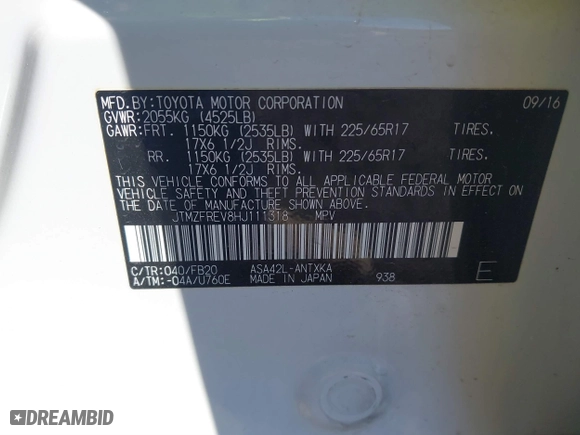 MFD. BY: TOYOTA MOTOR CORPORATION 09/16
GVWR: 2055KG (4525LB)
GAWR: FRT. 1150KG (2535LB) WITH 225/65R17 TIRES.
17X6 1/2J RIMS.
RR. 1150KG (2535LB) WITH 225/65R17 TIRES.
17X6 1/2J RIMS.
THIS VEHICLE CONFORMS TO ALL APPLICABLE FEDERAL MOTOR
VEHICLE SAFETY AND THEFT PREVENTION STANDARDS IN EFFECT
ON THE DATE OF MANUFACTURE SHOWN ABOVE.
JTMZFREV8HJ111318 MPV
C/TR: 040/FB20 ASA42L-ANTXKA
A/TM: -04A/U760E MADE IN JAPAN 938 E
DREAMBID